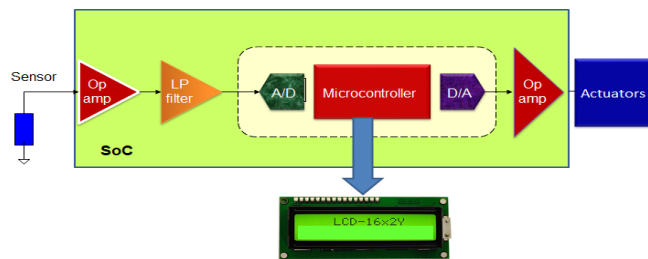 Sensor
Op
amp
LP
filter
A/D
Microcontroller
D/A
Op
amp
Actuators
SoC
LCD-16x2Y